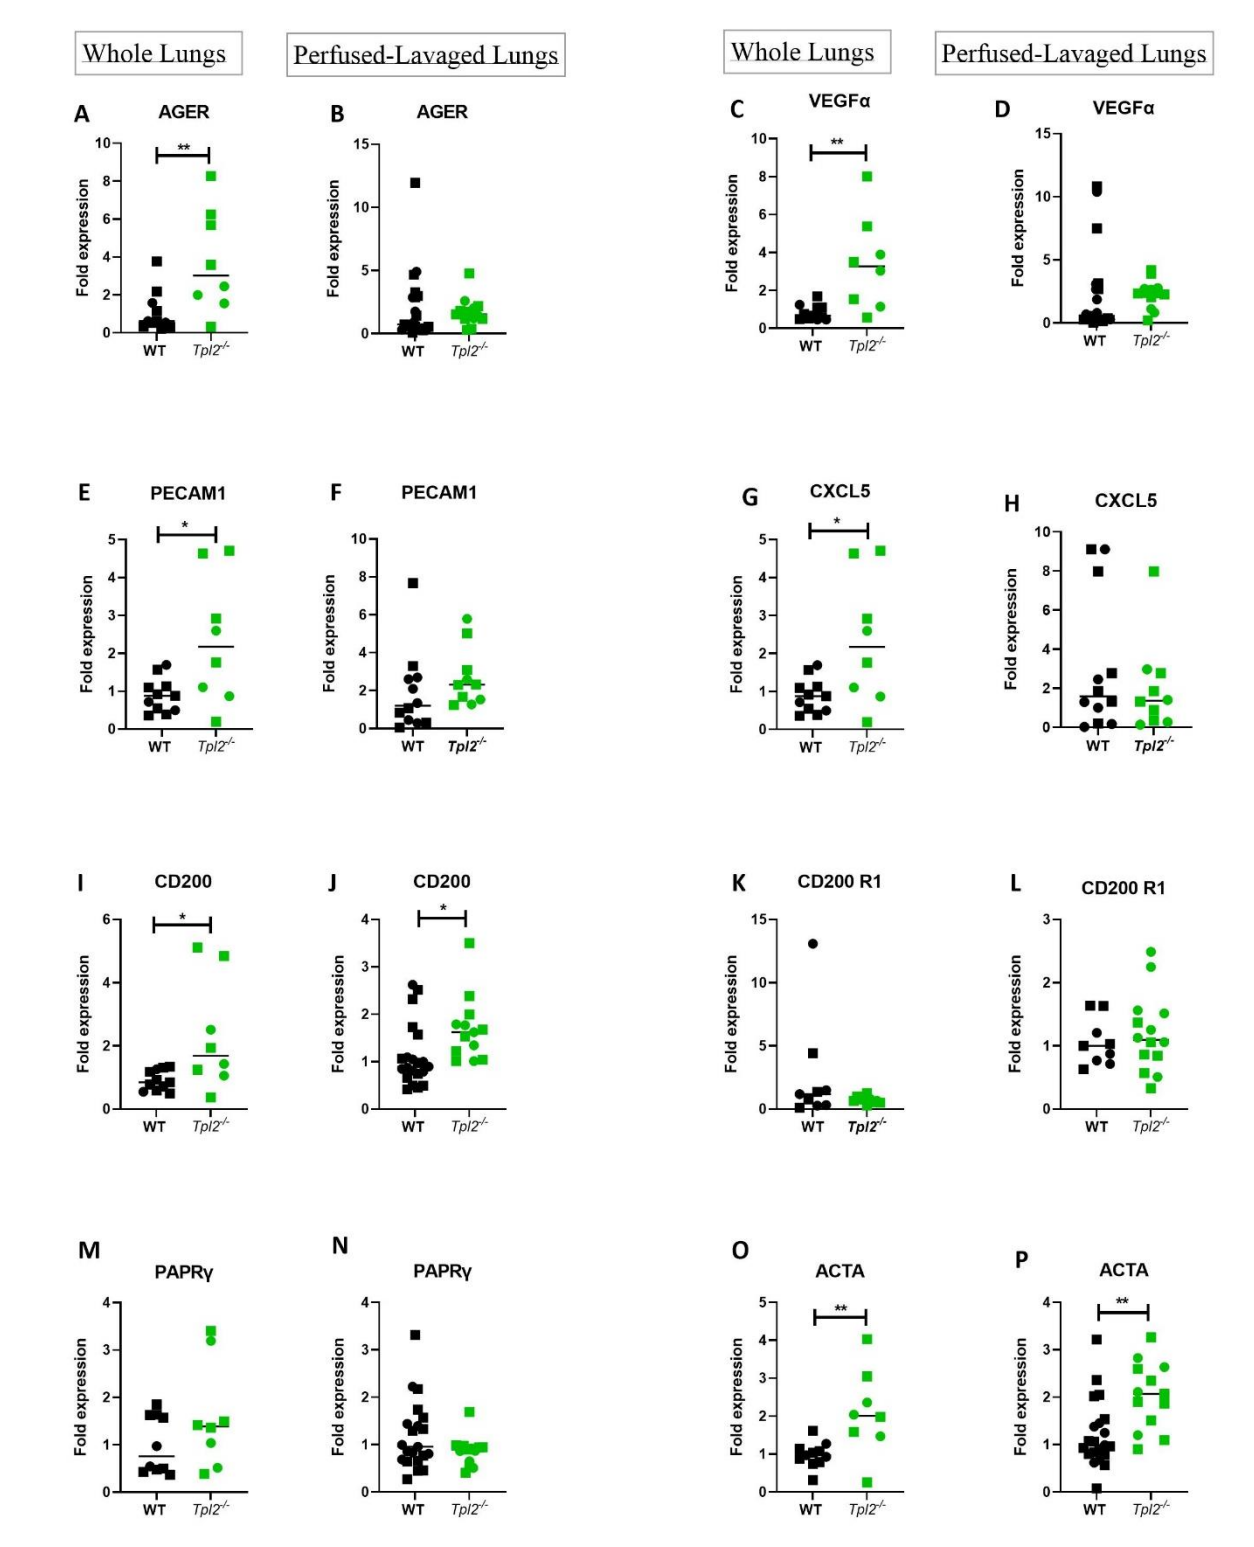 Whole Lungs
Perfused-Lavaged Lungs
Whole Lungs
Perfused-Lavaged Lungs
A
AGER
Fold expression
10
8
6
4
2
0
**
WT
Tpl2-/-
B
AGER
Fold expression
15
10
5
0
WT
Tpl2-/-
C
VEGFα
Fold expression
10
8
6
4
2
0
**
WT
Tpl2-/-
D
VEGFα
Fold expression
15
10
5
0
WT
Tpl2-/-
E
PECAM1
Fold expression
5
4
3
2
1
0
*
WT
Tpl2-/-
F
PECAM1
Fold expression
10
8
6
4
2
0
WT
Tpl2-/-
G
CXCL5
Fold expression
5
4
3
2
1
0
*
WT
Tpl2-/-
H
CXCL5
Fold expression
10
8
6
4
2
0
WT
Tpl2-/-
I
CD200
Fold expression
6
4
2
0
*
WT
Tpl2-/-
J
CD200
Fold expression
4
3
2
1
0
*
WT
Tpl2-/-
K
CD200 R1
Fold expression
15
10
5
0
WT
Tpl2-/-
L
CD200 R1
Fold expression
3
2
1
0
WT
Tpl2-/-
M
PAPRγ
Fold expression
4
3
2
1
0
WT
Tpl2-/-
N
PAPRγ
Fold expression
4
3
2
1
0
WT
Tpl2-/-
O
ACTA
Fold expression
5
4
3
2
1
0
**
WT
Tpl2-/-
P
ACTA
Fold expression
4
3
2
1
0
**
WT
Tpl2-/-